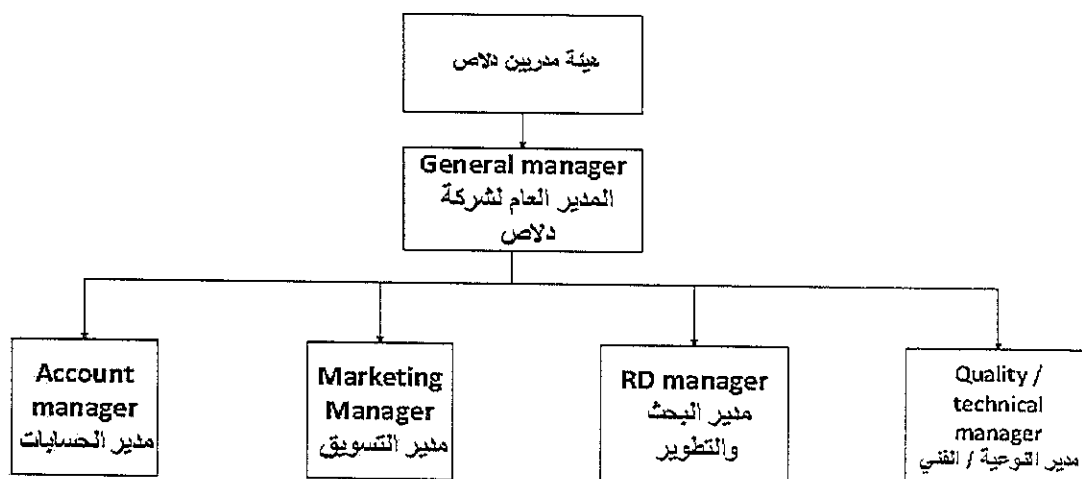 هيئة مدريين دلاص
General manager
المدير العام لشركة
دلاص
Account
manager
مدير الحسابات
Marketing
Manager
مدير التسويق
RD manager
مدير البحث
والتطوير
Quality /
technical
manager
مدير النوعية / الفني